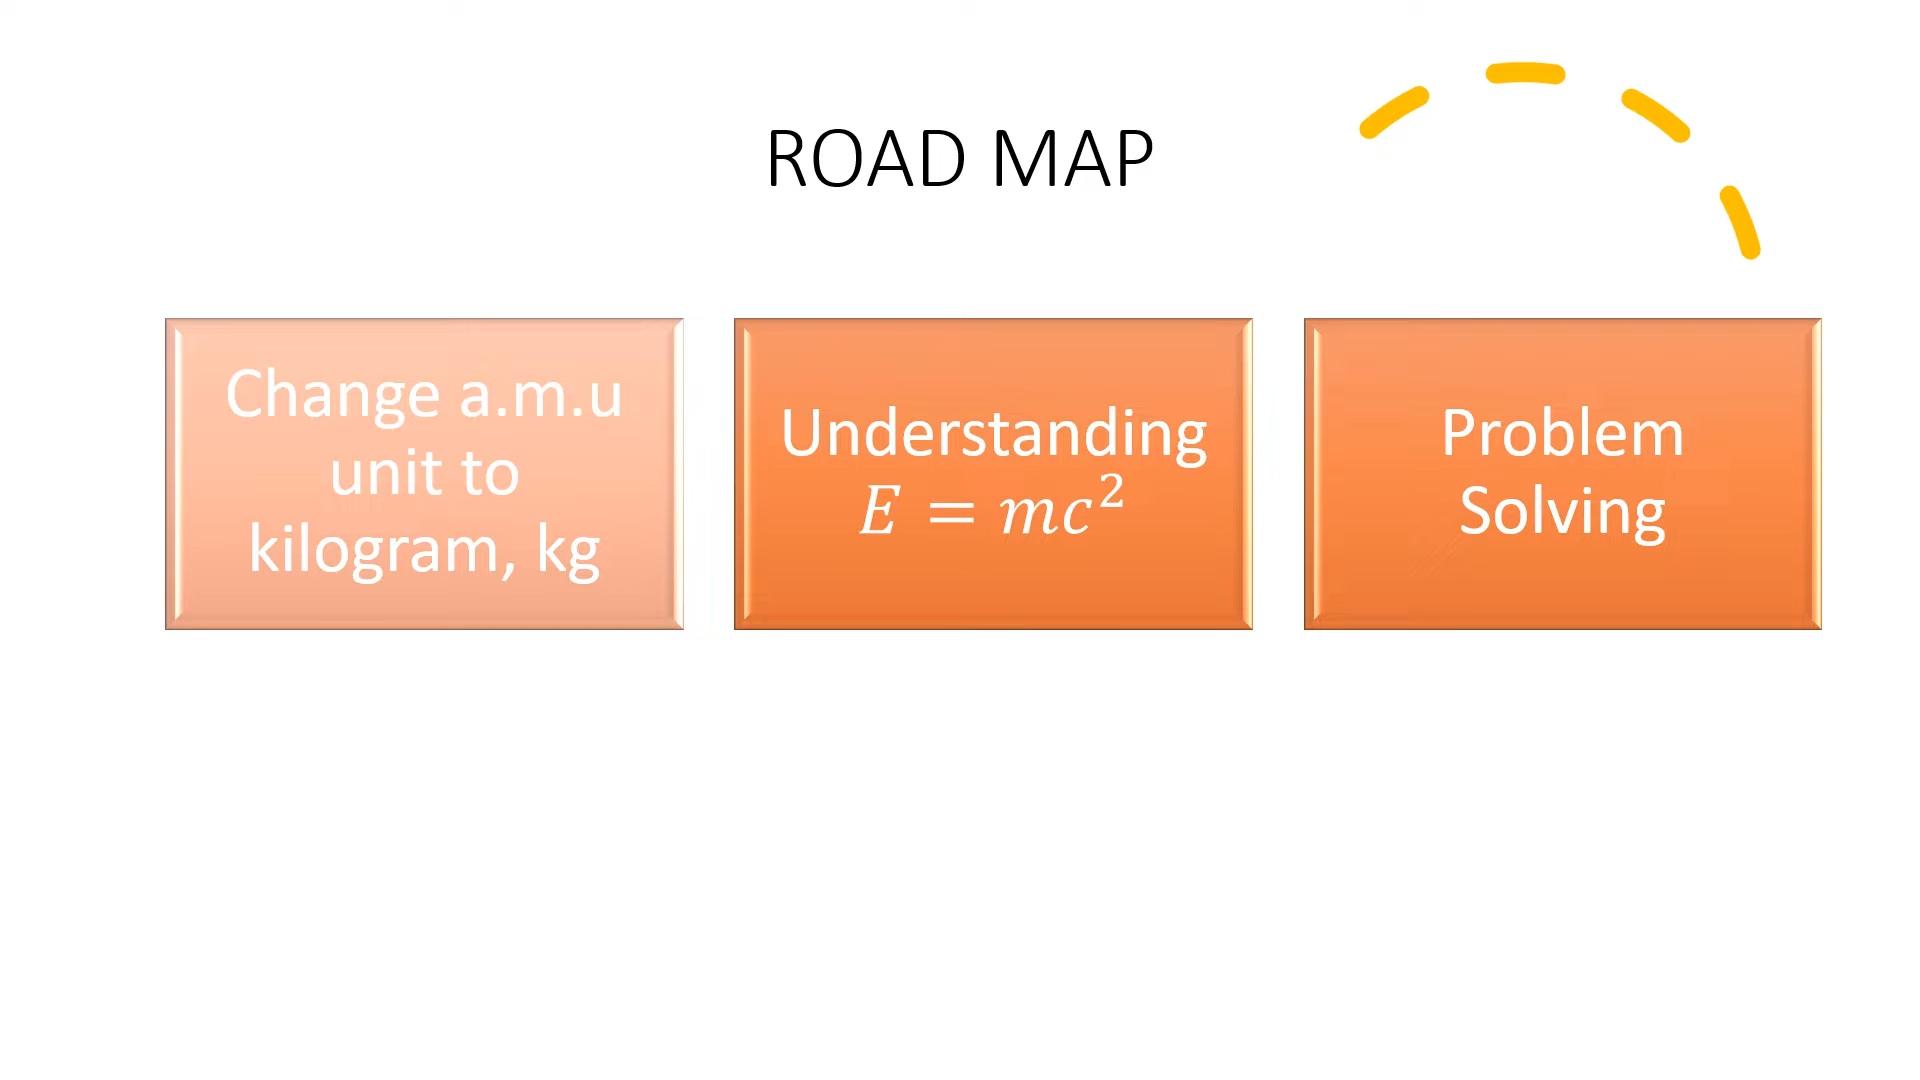 ROAD MAP
Change a.m.u
unit to
kilogram, kg
Understanding
E = mc²
Problem
Solving